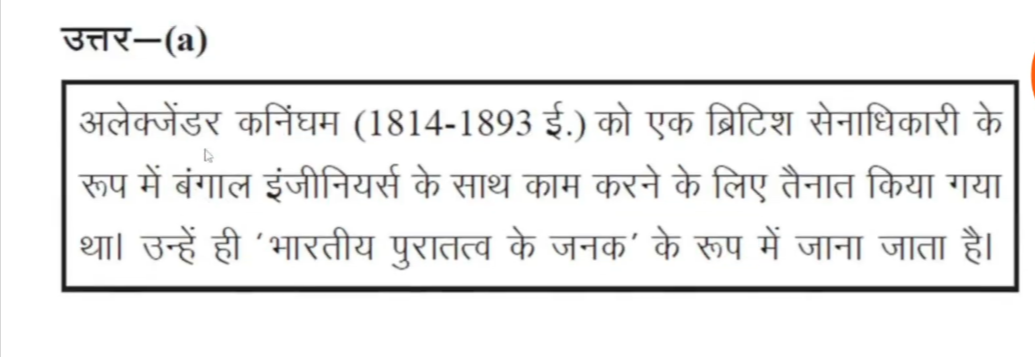 उत्तर–(a)
अलेक्जेंडर कनिंघम (1814-1893 ई.) को एक ब्रिटिश सेनाधिकारी के
रूप में बंगाल इंजीनियर्स के साथ काम करने के लिए तैनात किया गया
था। उन्हें ही ‘भारतीय पुरातत्व के जनक’ के रूप में जाना जाता है।